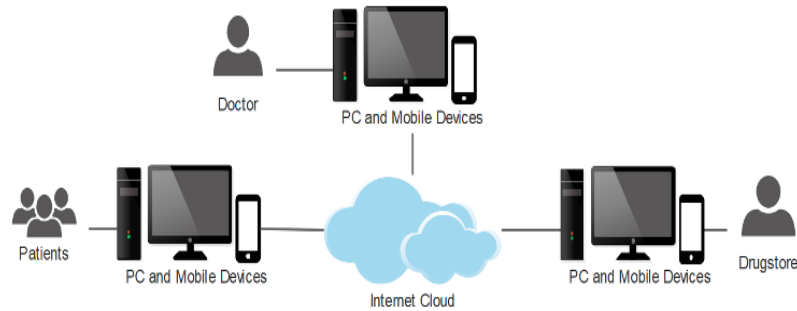 Doctor
PC and Mobile Devices
Patients
PC and Mobile Devices
Internet Cloud
PC and Mobile Devices
Drugstore